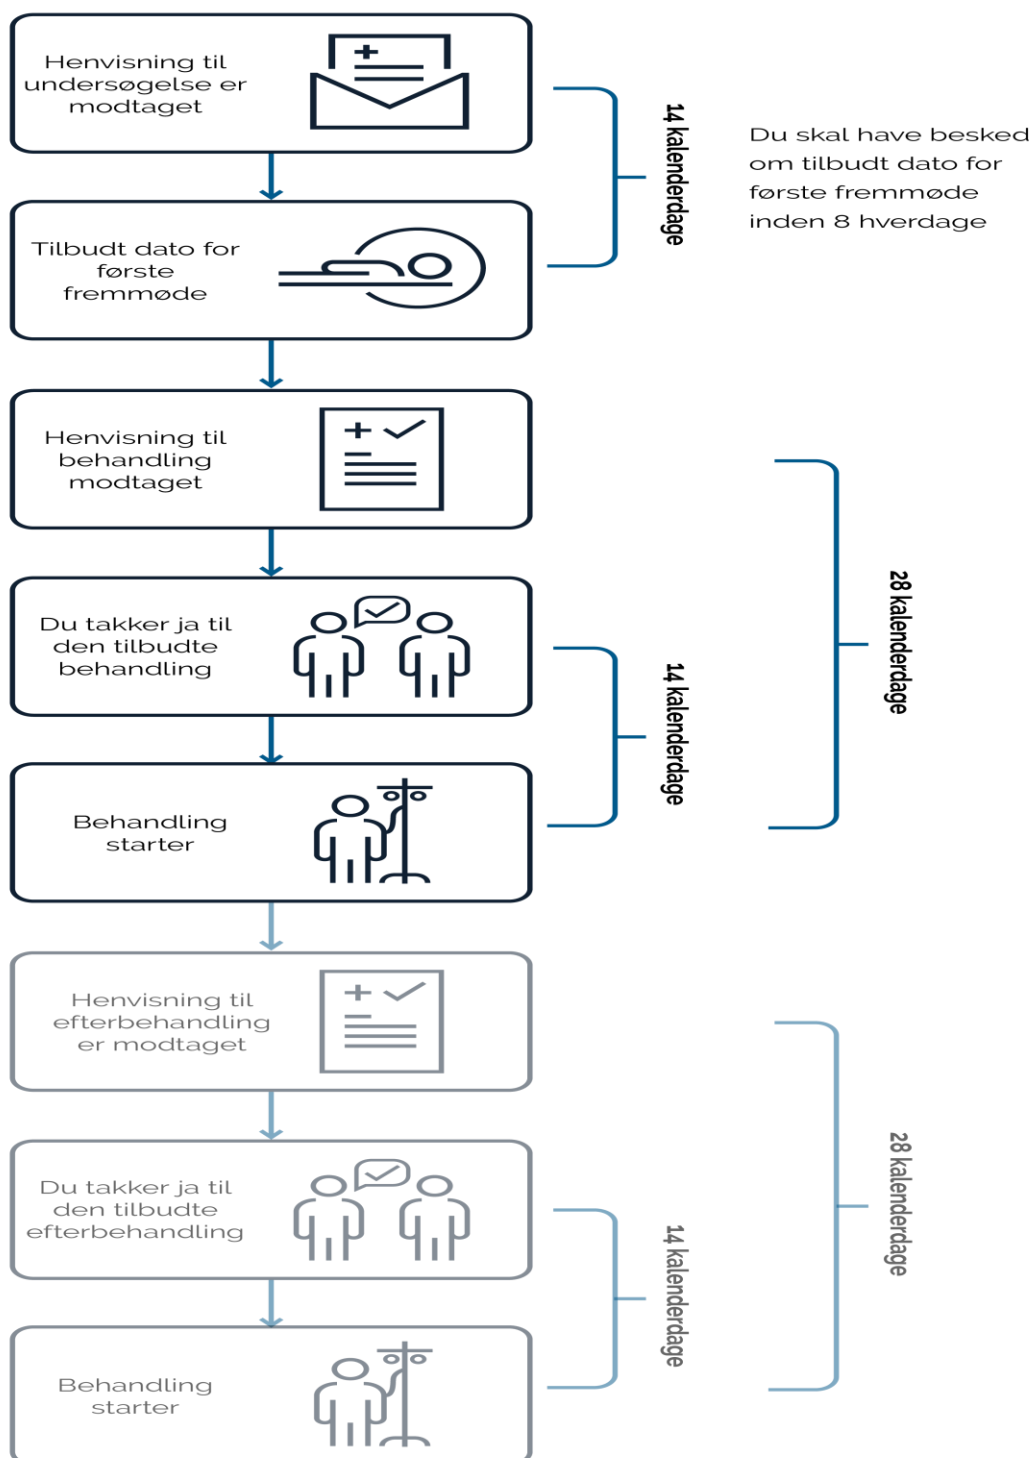 Henvisning til
undersøgelse er
modtaget
14 kalenderdage
Du skal have besked
om tilbudt dato for
første fremmøde
inden 8 hverdage
Tilbudt dato for
første
fremmøde
Henvisning til
behandling
modtaget
28 kalenderdage
Du takker ja til
den tilbudte
behandling
14 kalenderdage
Behandling
starter
Henvisning til
efterbehandling
er modtaget
28 kalenderdage
Du takker ja til
den tilbudte
efterbehandling
14 kalenderdage
Behandling
starter